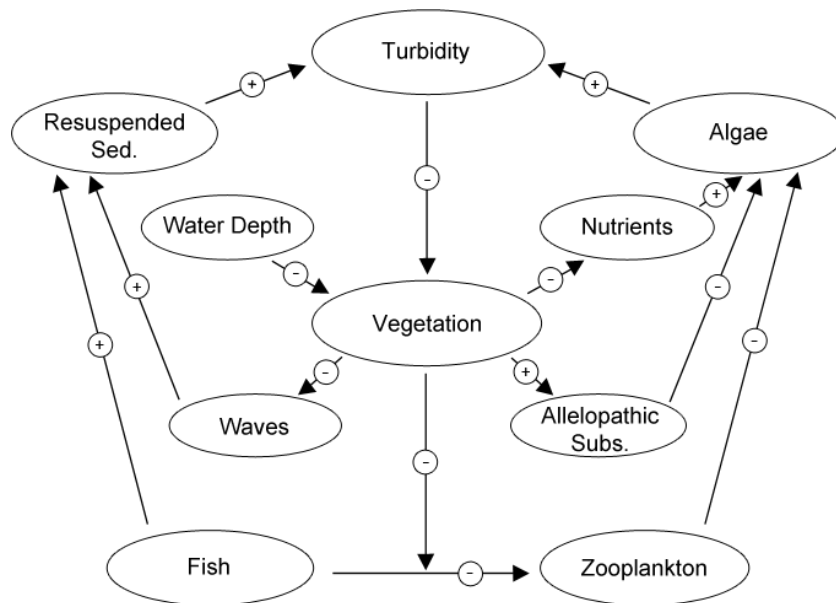 Turbidity
+
+
Resuspended
Sed.
Algae
-
Water Depth
Nutrients
+
-
-
+
Vegetation
-
+
-
+
-
Waves
Allelopathic
Subs.
-
Fish
-
Zooplankton